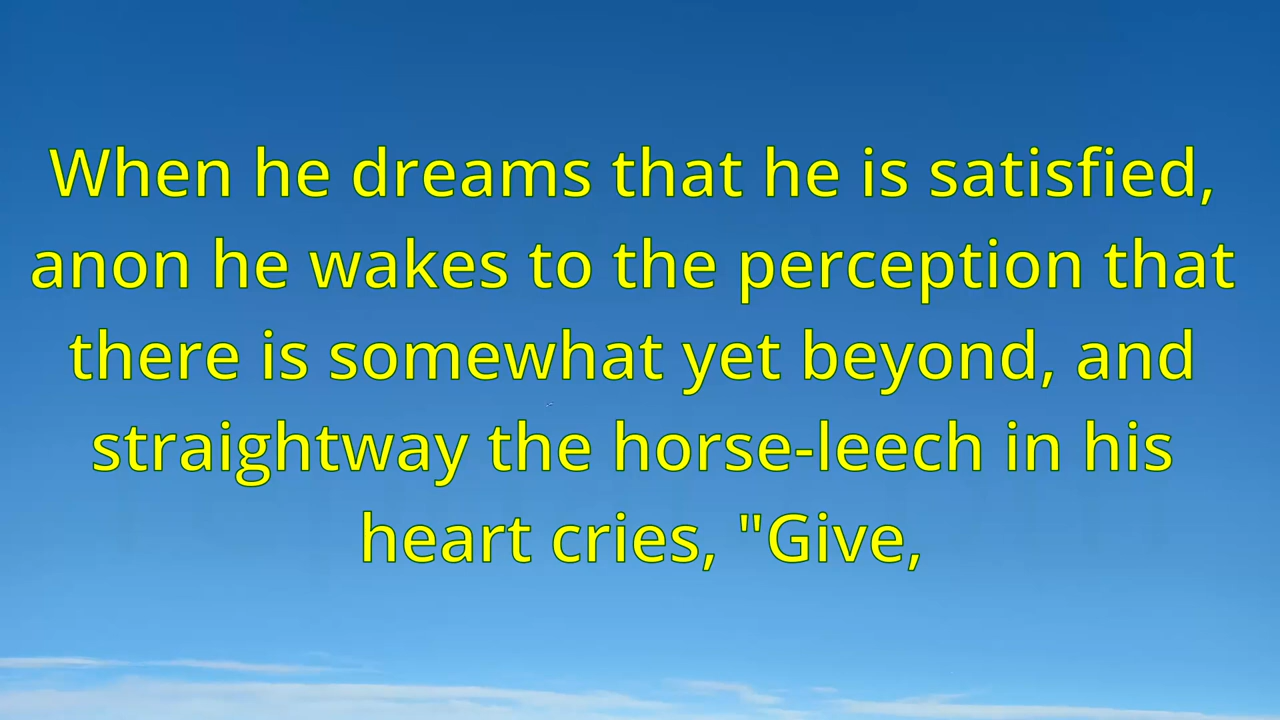 When he dreams that he is satisfied,
anon he wakes to the perception that
there is somewhat yet beyond, and
straightway the horse-leech in his
heart cries, "Give,